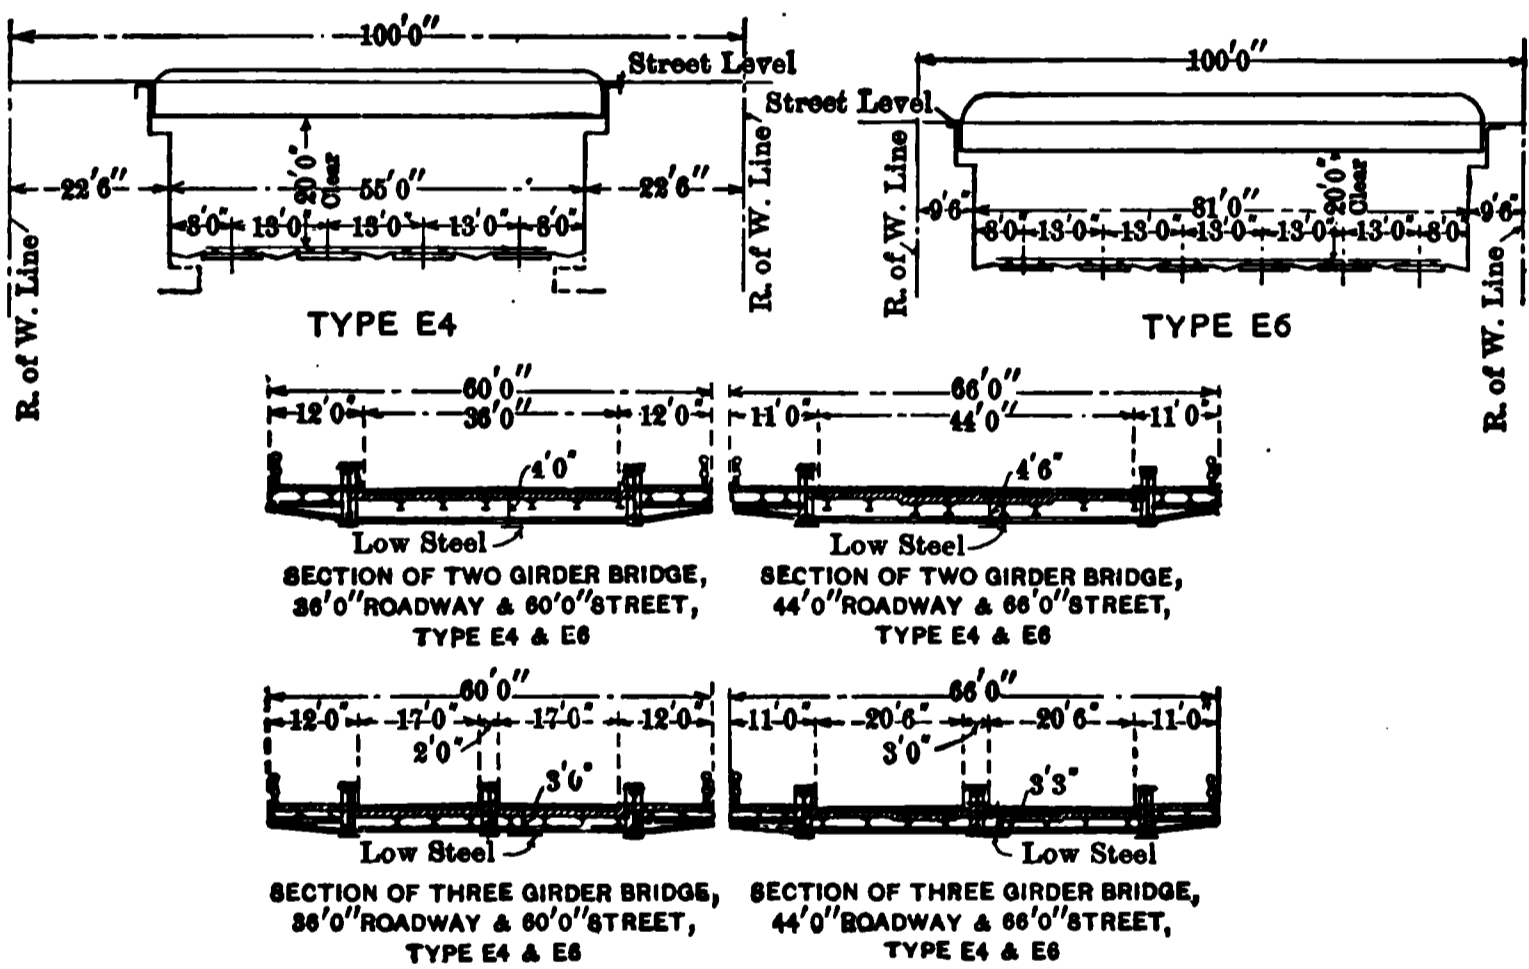 100'0"
Street Level
20'0"
Clear
22'6" 55'0" 22'6"
8'0" 13'0" 13'0" 13'0" 8'0"
R. of W. Line
R. of W. Line
TYPE E4
100'0"
Street Level
20'0"
Clear
9'6" 81'0" 9'6"
8'0" 13'0" 13'0" 13'0" 13'0" 13'0" 8'0"
R. of W. Line
R. of W. Line
TYPE E6
60'0"
12'0" 36'0" 12'0"
4'0"
Low Steel
SECTION OF TWO GIRDER BRIDGE,
36'0" ROADWAY & 60'0" STREET,
TYPE E4 & E6
66'0"
11'0" 44'0" 11'0"
4'6"
Low Steel
SECTION OF TWO GIRDER BRIDGE,
44'0" ROADWAY & 66'0" STREET,
TYPE E4 & E6
60'0"
12'0" 17'0" 17'0" 12'0"
2'0"
3'0"
Low Steel
SECTION OF THREE GIRDER BRIDGE,
36'0" ROADWAY & 60'0" STREET,
TYPE E4 & E6
66'0"
11'0" 20'6" 20'6" 11'0"
3'0"
3'3"
Low Steel
SECTION OF THREE GIRDER BRIDGE,
44'0" ROADWAY & 66'0" STREET,
TYPE E4 & E6